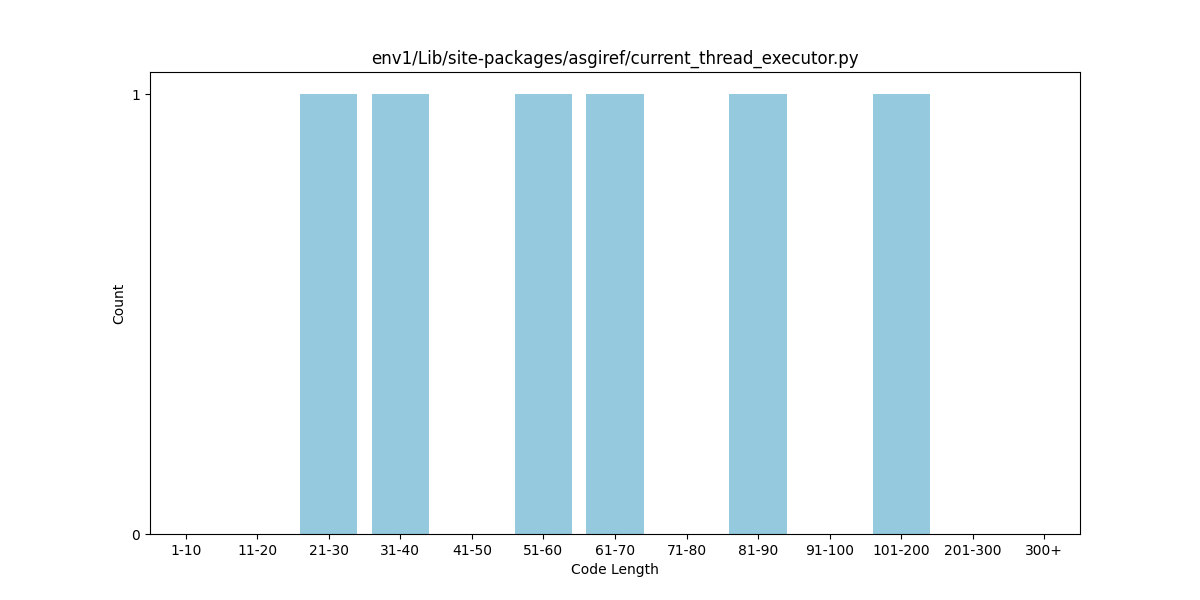 env1/Lib/site-packages/asgiref/current_thread_executor.py
1
Count
0
1-10 11-20 21-30 31-40 41-50 51-60 61-70 71-80 81-90 91-100 101-200 201-300 300+
Code Length